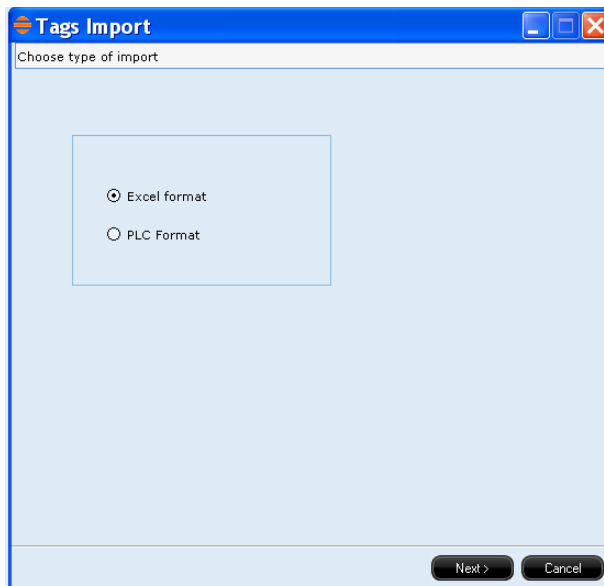 Tags Import
Choose type of import
Excel format
PLC Format
Next >
Cancel